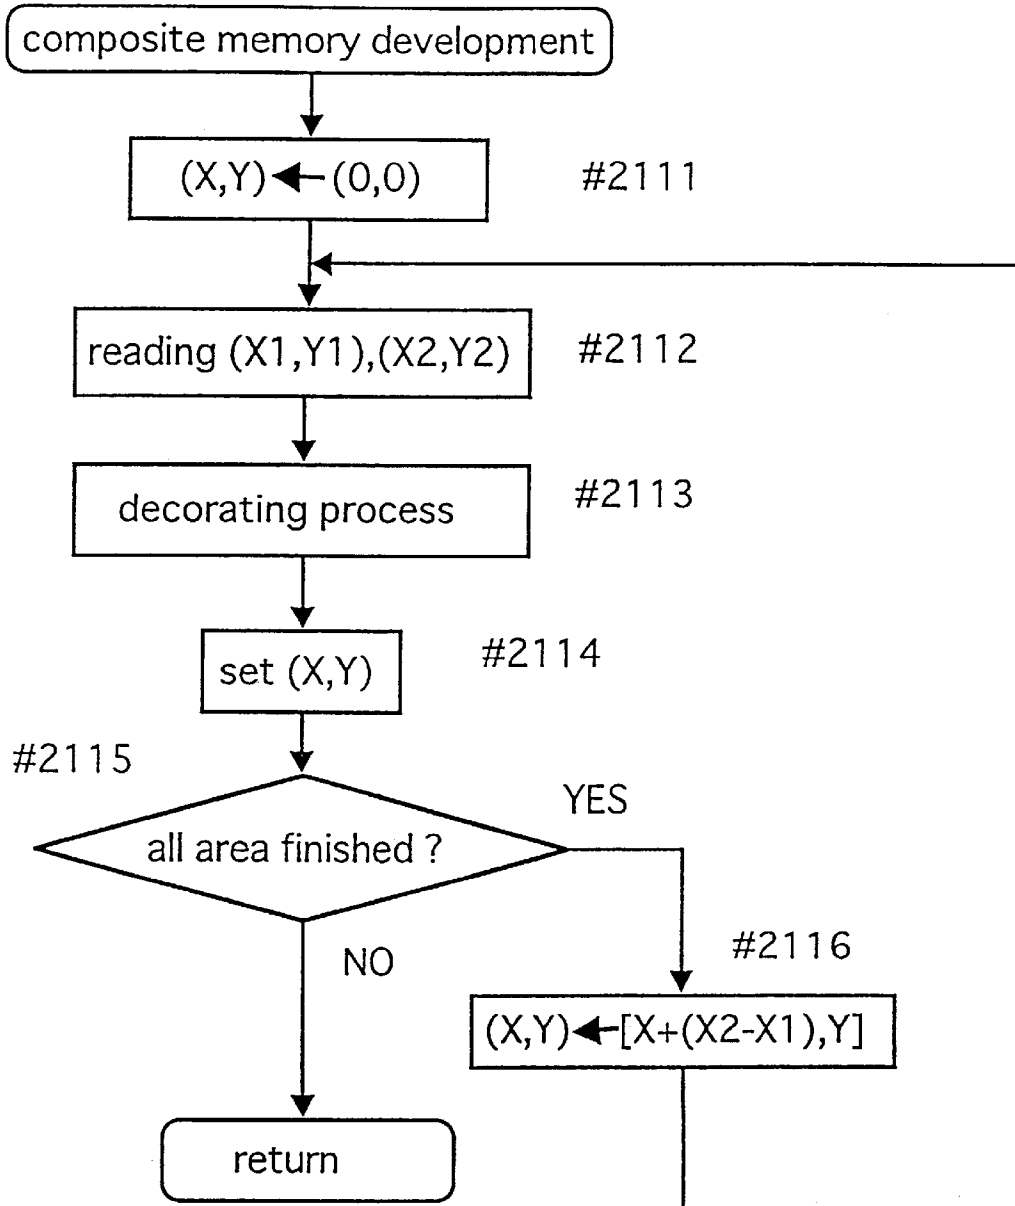 composite memory development
(X,Y)←(0,0)
#2111
reading (X1,Y1),(X2,Y2)
#2112
decorating process
#2113
set (X,Y)
#2114
#2115
all area finished ?
YES
NO
#2116
(X,Y)←[X+(X2-X1),Y]
return